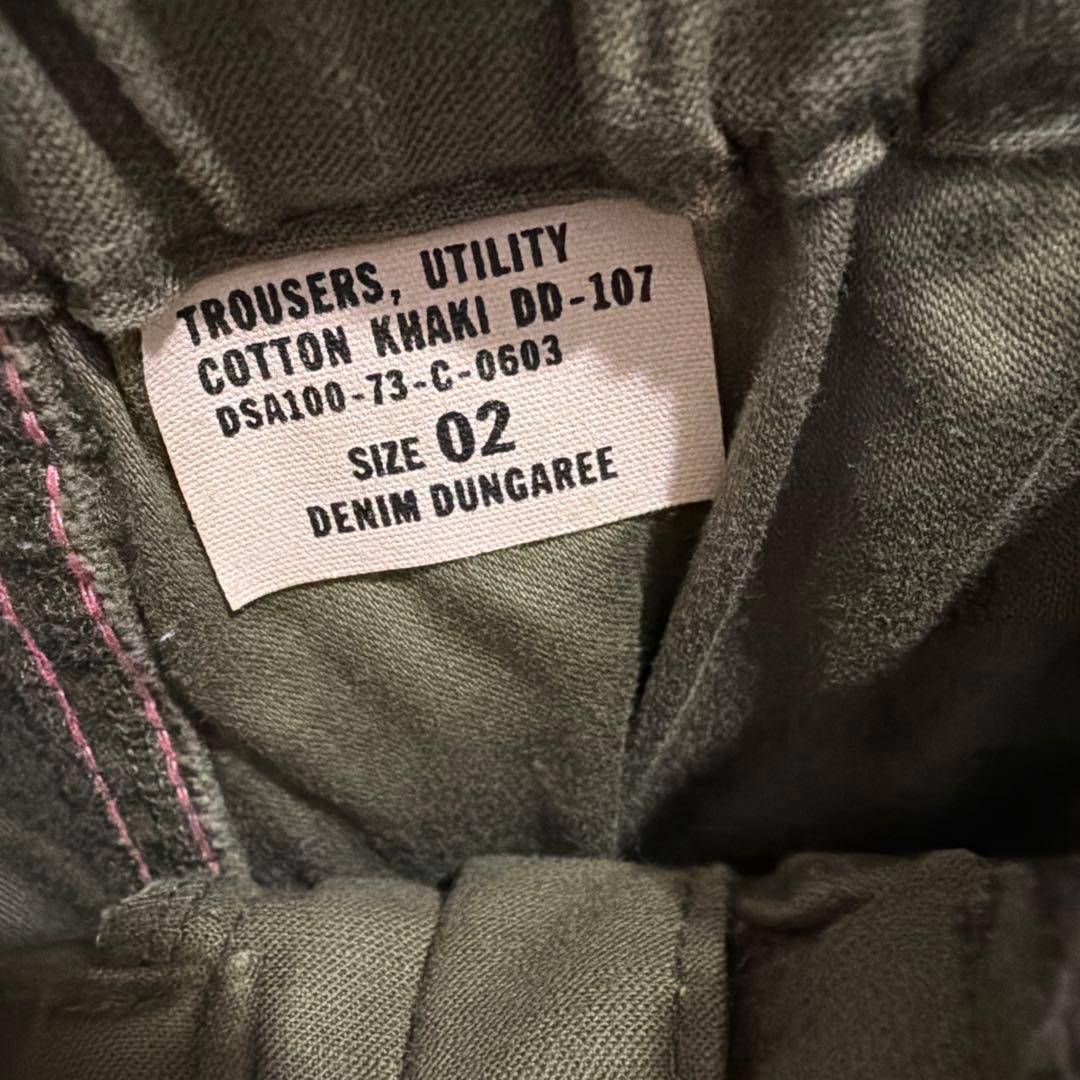 TROUSERS, UTILITY
COTTON KHAKI DD-107
DSA100-73-C-0603
SIZE 02
DENIM DUNGAREE